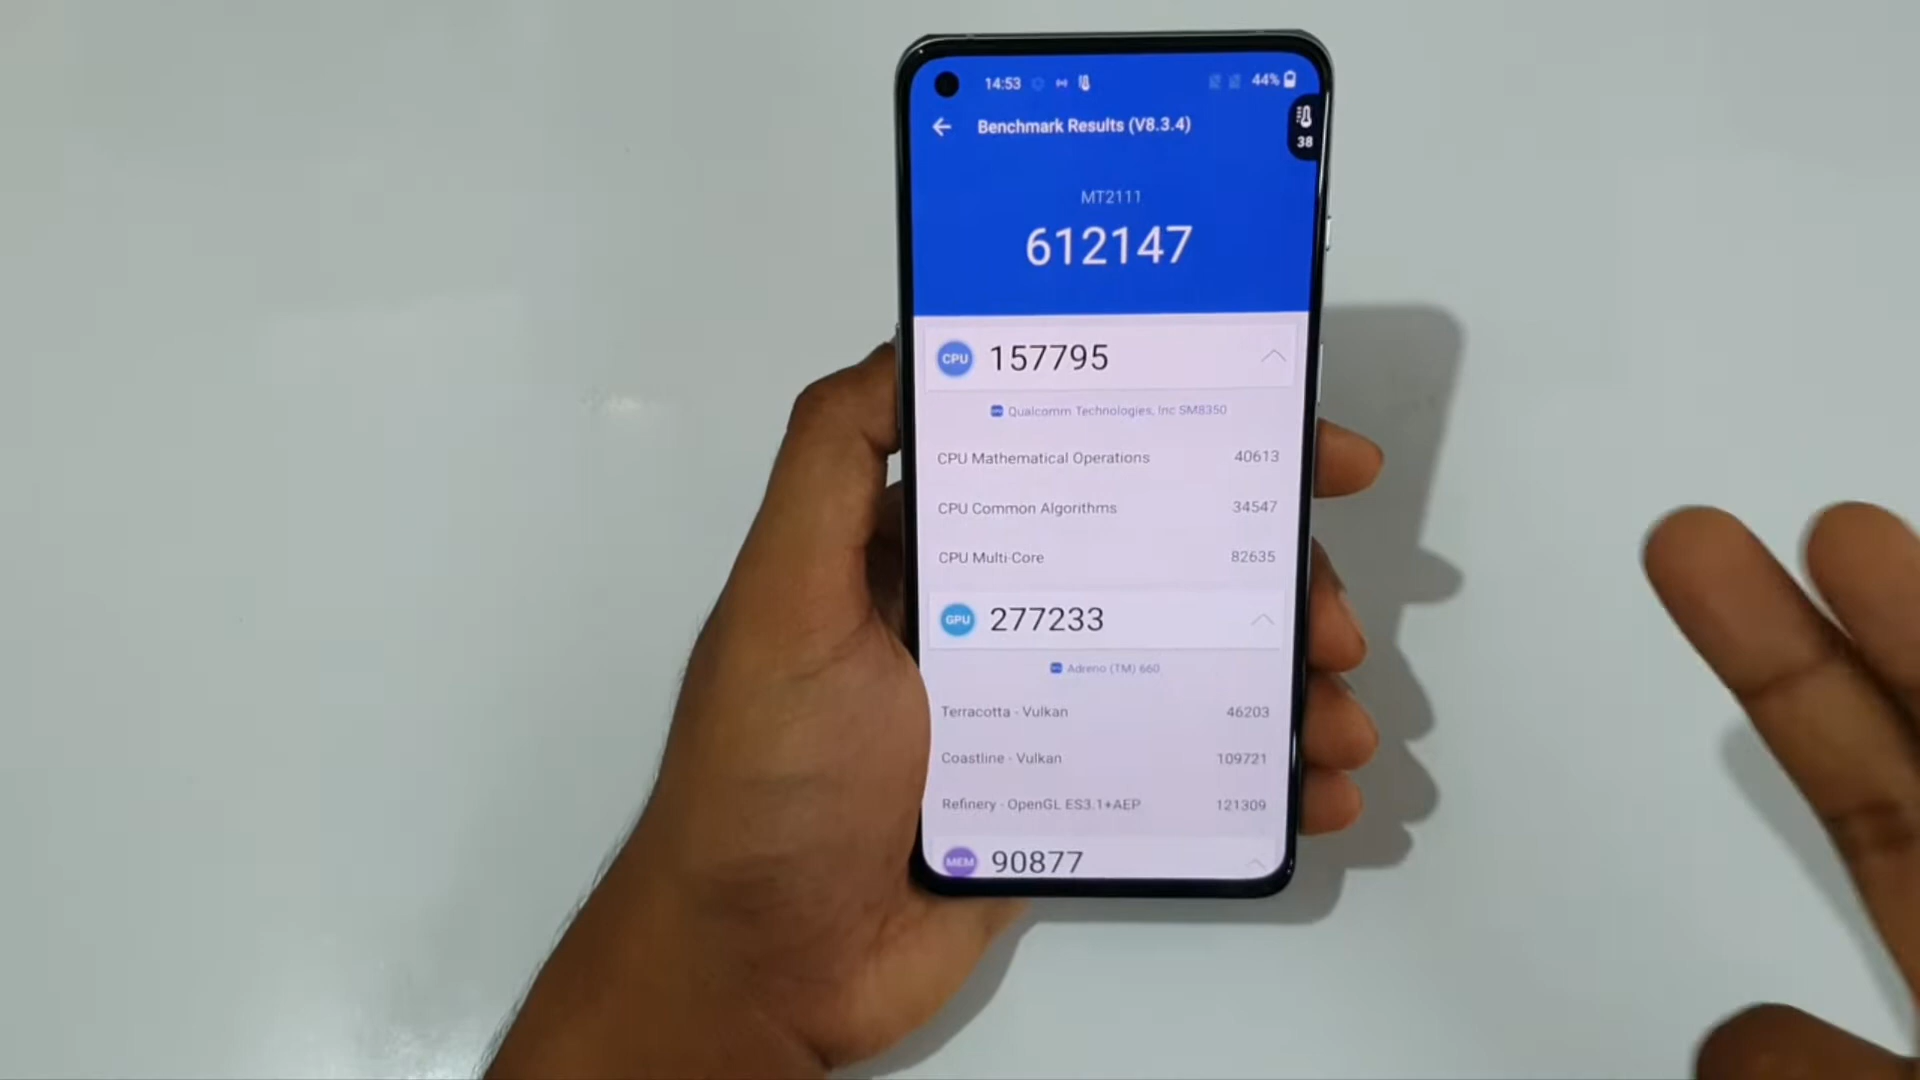 14:53 44%
Benchmark Results (V8.3.4)
38
MT2111
612147
CPU 157795
Qualcomm Technologies, Inc SM8350
CPU Mathematical Operations 40613
CPU Common Algorithms 34547
CPU Multi-Core 82635
GPU 277233
Adreno (TM) 660
Terracotta - Vulkan 46203
Coastline - Vulkan 109721
Refinery - OpenGL ES3.1+AEP 121309
MEM 90877